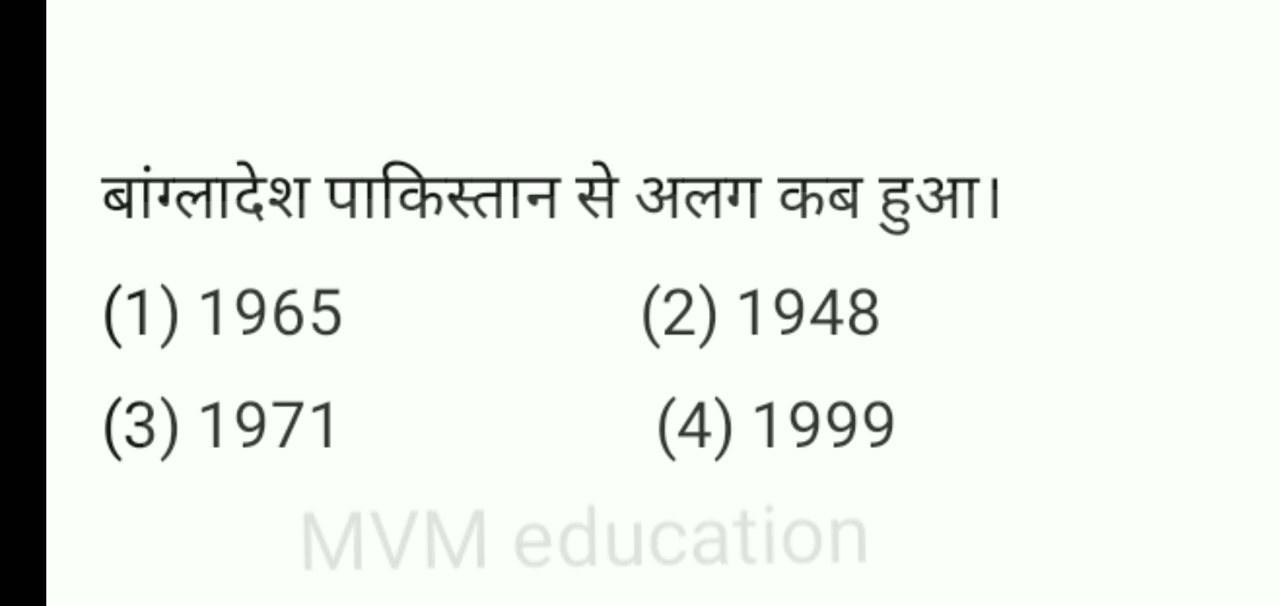 बांग्लादेश पाकिस्तान से अलग कब हुआ।
(1) 1965 (2) 1948
(3) 1971 (4) 1999
MVM education